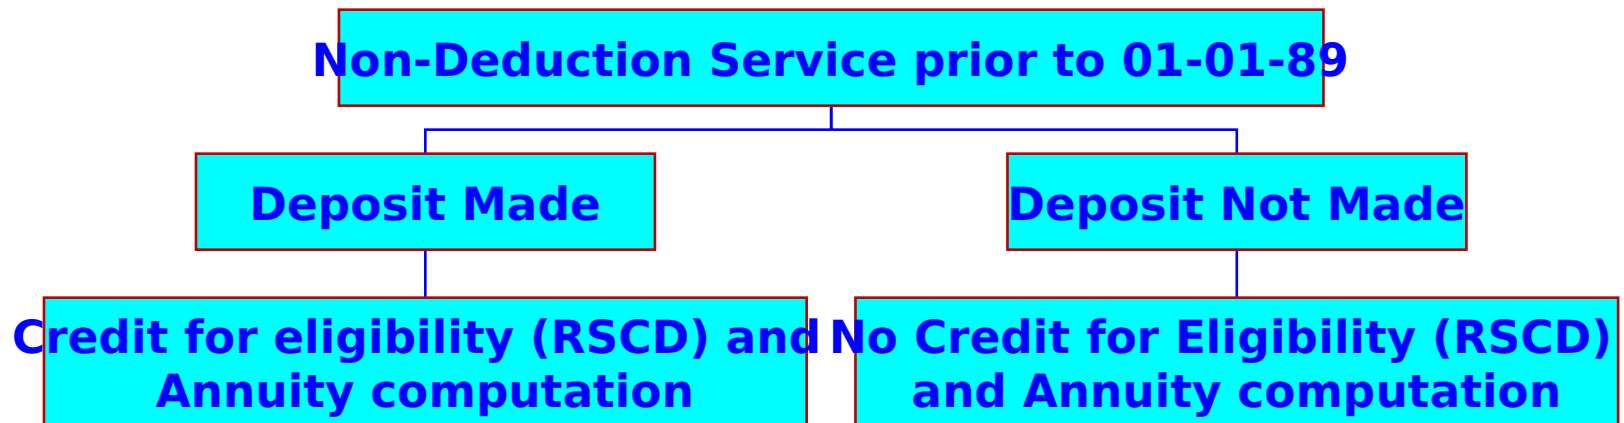 Non-Deduction Service prior to 01-01-89
Deposit Made
Deposit Not Made
Credit for eligibility (RSCD) and
Annuity computation
No Credit for Eligibility (RSCD)
and Annuity computation